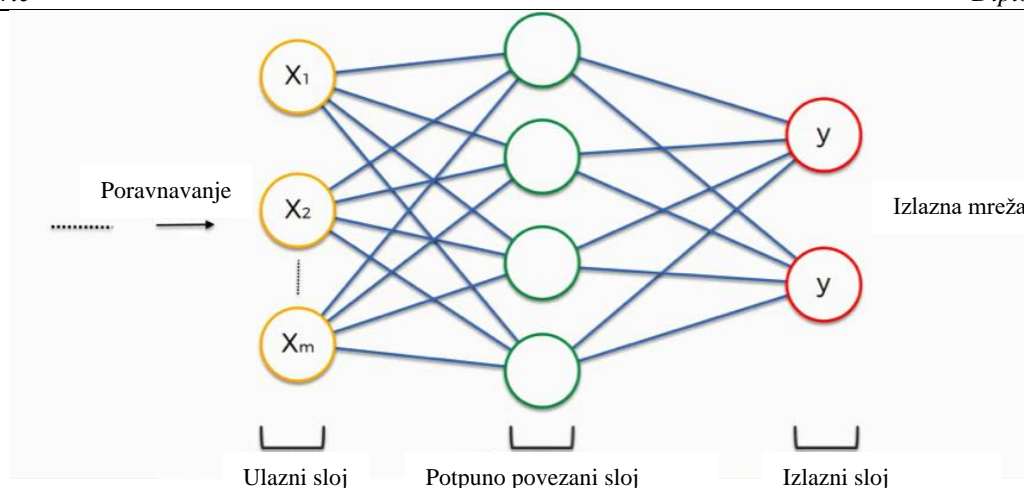 X₁
Poravnavanje
X₂
Izlazna mreža
Xₘ
y
y
Ulazni sloj
Potpuno povezani sloj
Izlazni sloj